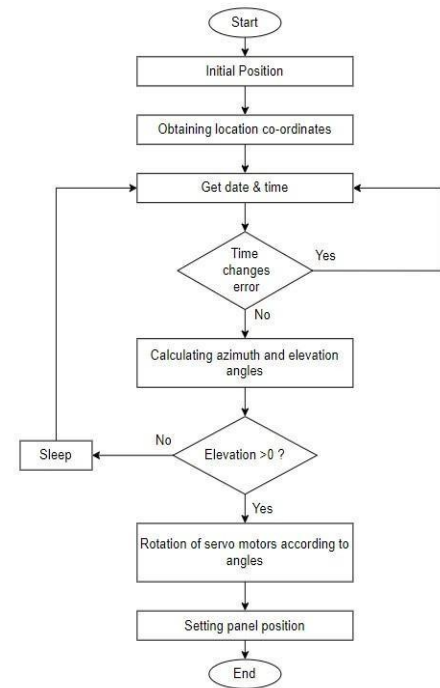 Start
Initial Position
Obtaining location co-ordinates
Get date & time
Time
changes
error
Yes
No
Calculating azimuth and elevation
angles
No
Sleep
Elevation >0 ?
Yes
Rotation of servo motors according to
angles
Setting panel position
End